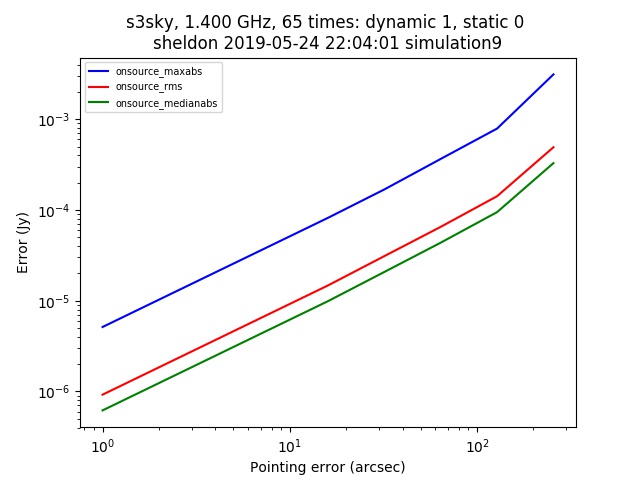 s3sky, 1.400 GHz, 65 times: dynamic 1, static 0
sheldon 2019-05-24 22:04:01 simulation9
onsource_maxabs
onsource_rms
onsource_medianabs
Error (Jy)
10⁻³
10⁻⁴
10⁻⁵
10⁻⁶
10⁰ 10¹ 10²
Pointing error (arcsec)